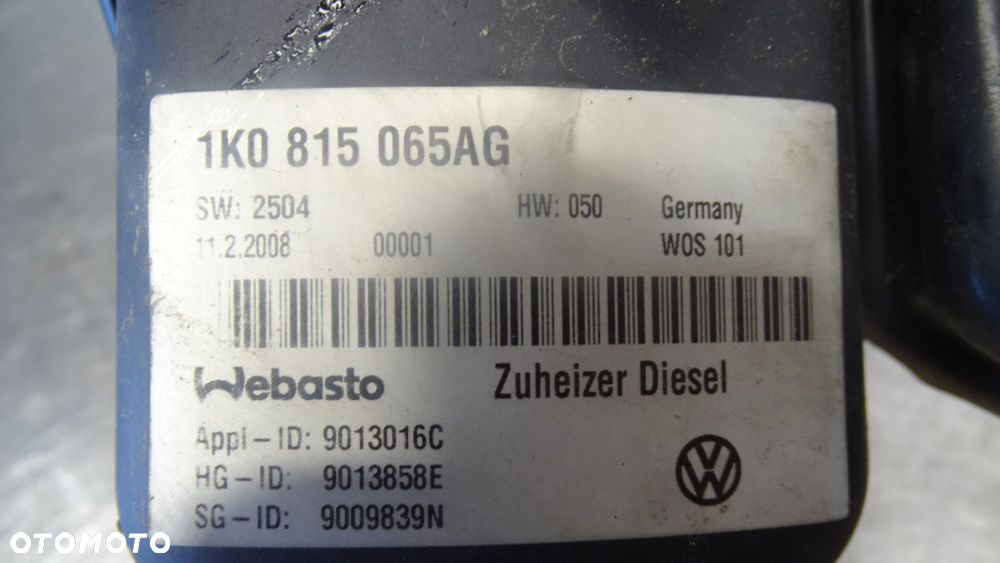 1K0 815 065AG
SW: 2504 HW: 050 Germany
11.2.2008 00001 WOS 101
Webasto Zuheizer Diesel
Appl-ID: 9013016C
HG-ID: 9013858E
SG-ID: 9009839N
OTOMOTO